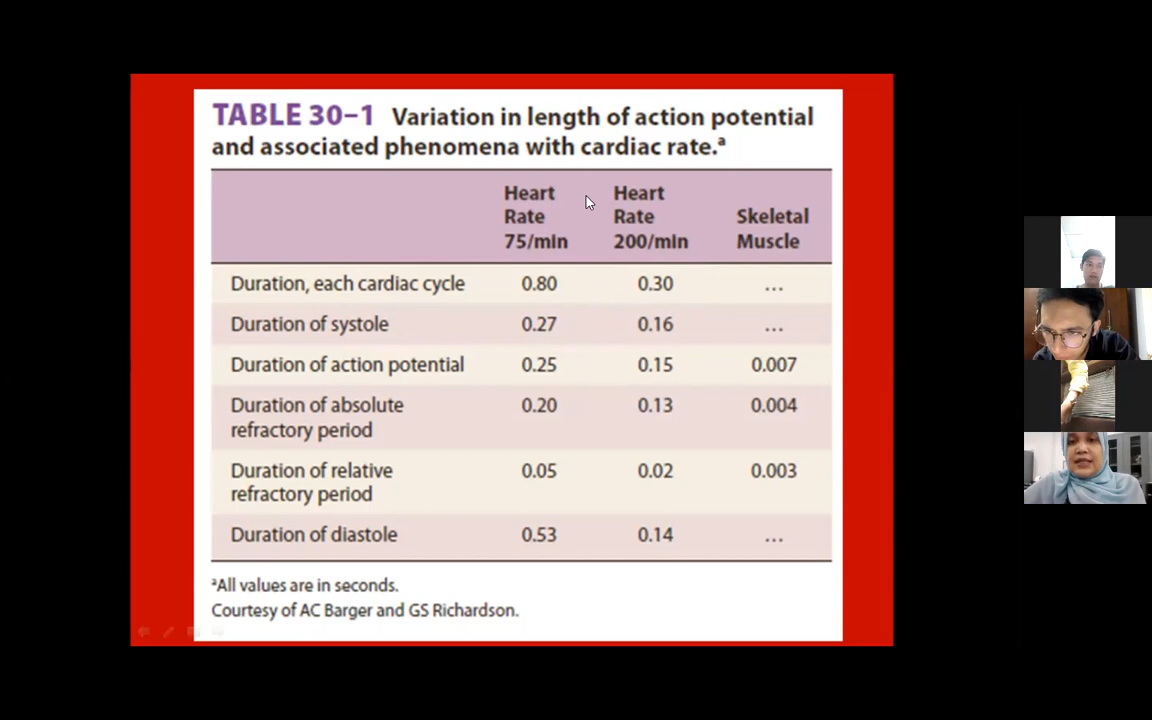 TABLE 30–1 Variation in length of action potential
and associated phenomena with cardiac rate.ᵃ
Heart Rate 75/min Heart Rate 200/min Skeletal Muscle
Duration, each cardiac cycle 0.80 0.30 ...
Duration of systole 0.27 0.16 ...
Duration of action potential 0.25 0.15 0.007
Duration of absolute 0.20 0.13 0.004
refractory period
Duration of relative 0.05 0.02 0.003
refractory period
Duration of diastole 0.53 0.14 ...
ᵃAll values are in seconds.
Courtesy of AC Barger and GS Richardson.